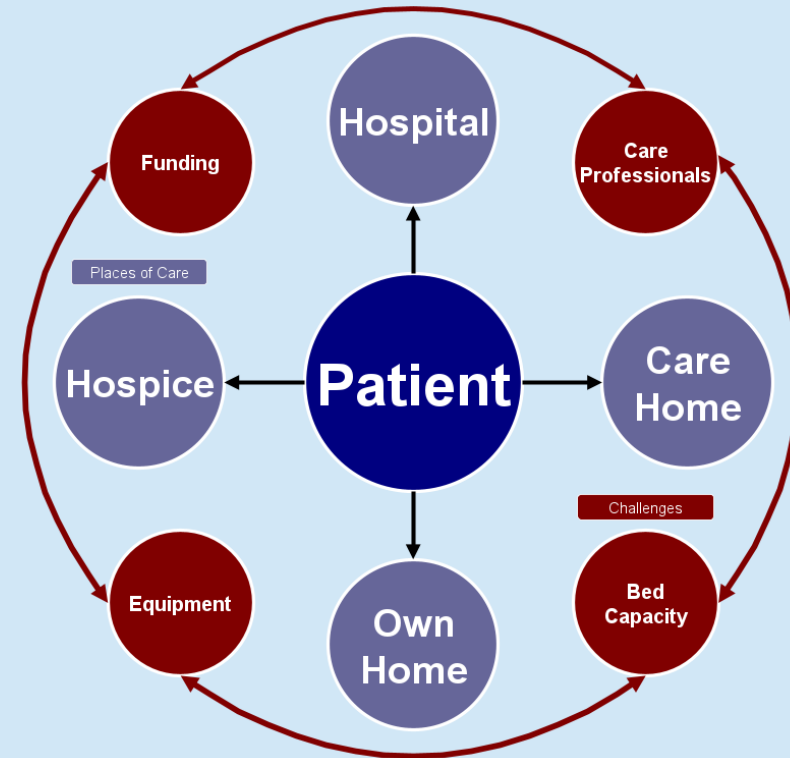 Hospital
Funding
Care
Professionals
Places of Care
Hospice
Patient
Care
Home
Challenges
Equipment
Own
Home
Bed
Capacity